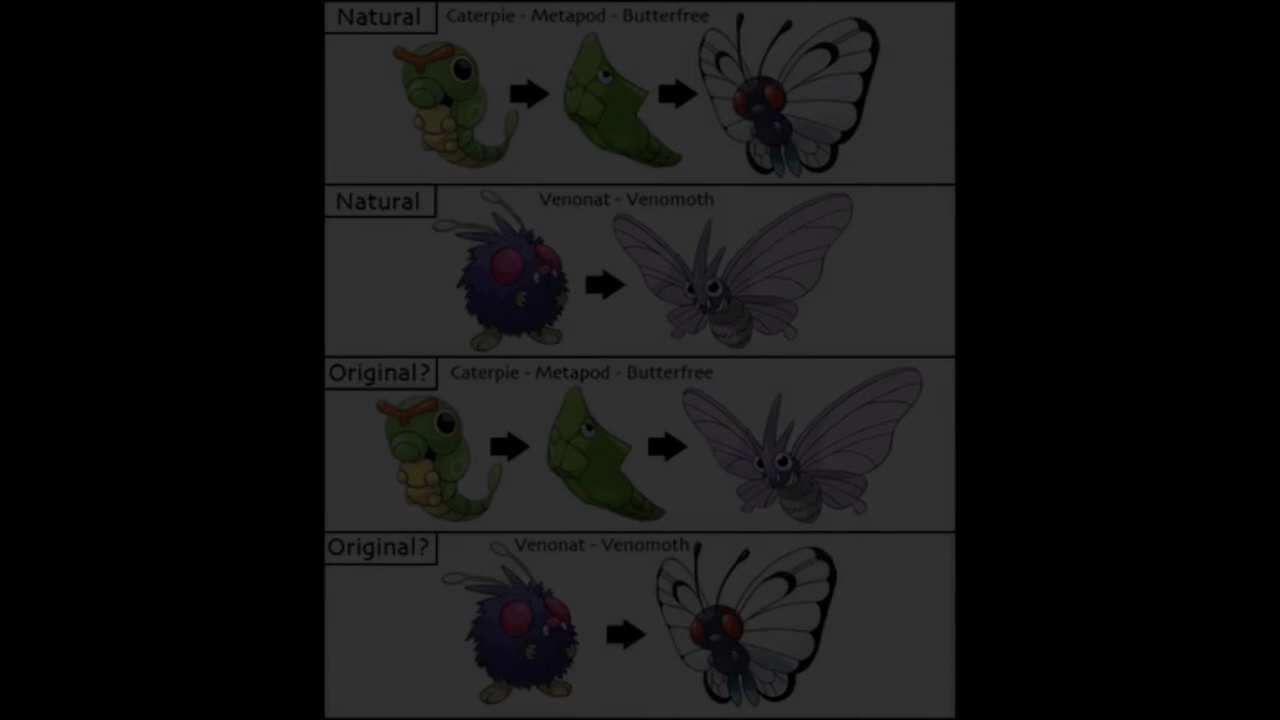 Natural
Caterpie - Metapod - Butterfree
Natural
Venonat - Venomoth
Original?
Caterpie - Metapod - Butterfree
Original?
Venonat - Venomoth